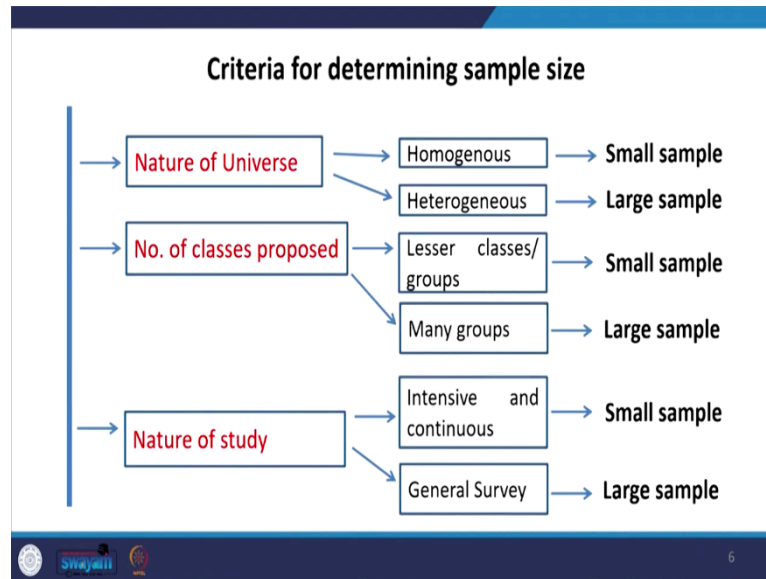 Criteria for determining sample size
Nature of Universe
Homogenous
Small sample
Heterogeneous
Large sample
No. of classes proposed
Lesser classes/
groups
Small sample
Many groups
Large sample
Nature of study
Intensive and
continuous
Small sample
General Survey
Large sample
swayam
6